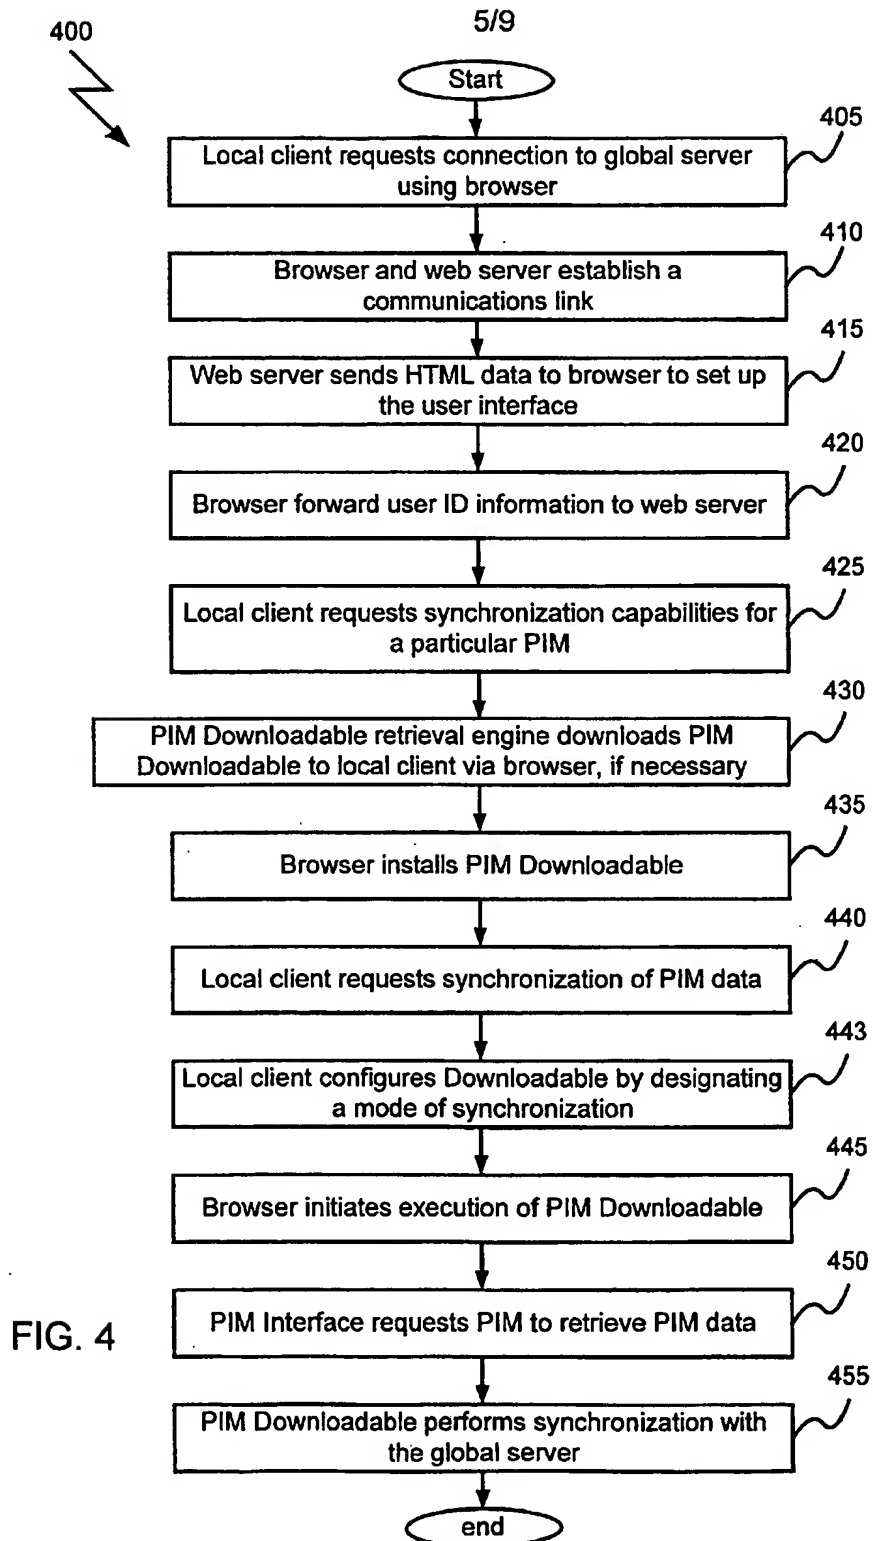 400
5/9
Start
405
Local client requests connection to global server
using browser
410
Browser and web server establish a
communications link
415
Web server sends HTML data to browser to set up
the user interface
420
Browser forward user ID information to web server
425
Local client requests synchronization capabilities for
a particular PIM
430
PIM Downloadable retrieval engine downloads PIM
Downloadable to local client via browser, if necessary
435
Browser installs PIM Downloadable
440
Local client requests synchronization of PIM data
443
Local client configures Downloadable by designating
a mode of synchronization
445
Browser initiates execution of PIM Downloadable
450
PIM Interface requests PIM to retrieve PIM data
FIG. 4
455
PIM Downloadable performs synchronization with
the global server
end